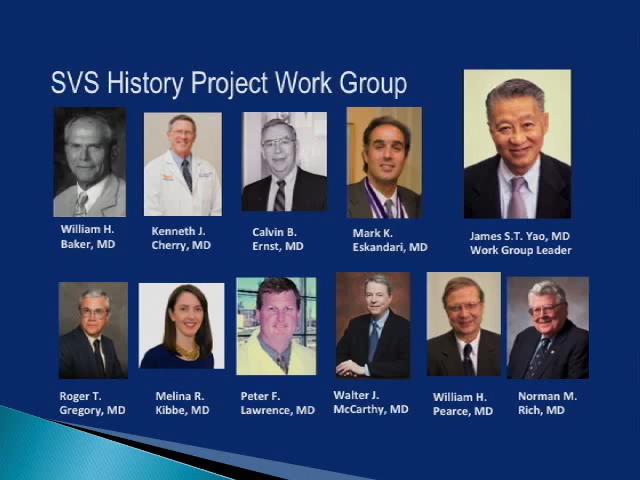 SVS History Project Work Group
William H.
Baker, MD
Kenneth J.
Cherry, MD
Calvin B.
Ernst, MD
Mark K.
Eskandari, MD
James S.T. Yao, MD
Work Group Leader
Roger T.
Gregory, MD
Melina R.
Kibbe, MD
Peter F.
Lawrence, MD
Walter J.
McCarthy, MD
William H.
Pearce, MD
Norman M.
Rich, MD